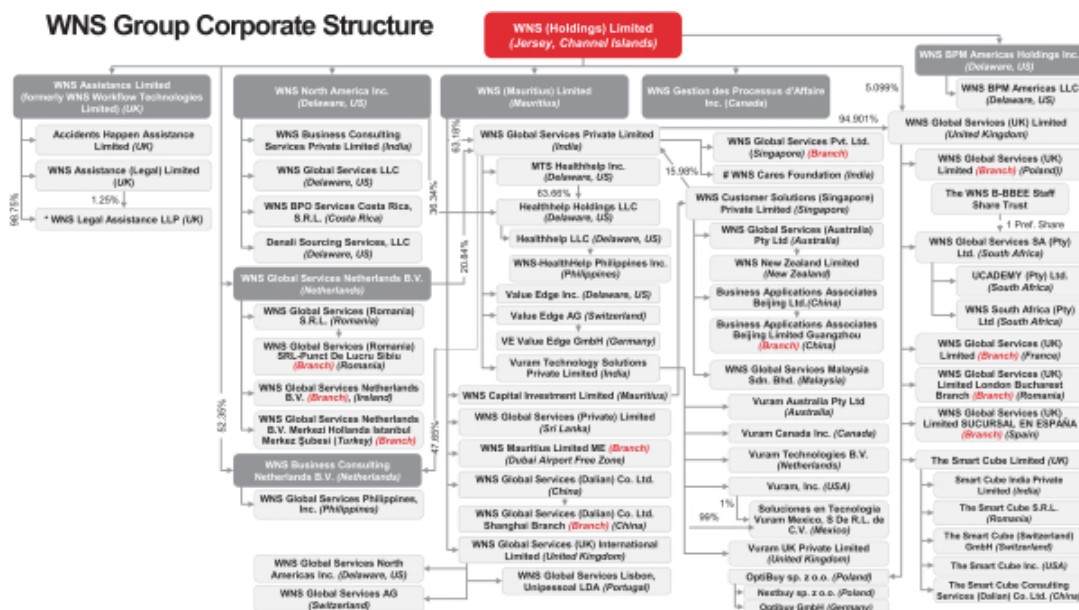 WNS Group Corporate Structure
WNS (Holdings) Limited
(Jersey, Channel Islands)
WNS Assistance Limited
(formerly WNS Workflow Technologies
Limited) (UK)
Accidents Happen Assistance
Limited (UK)
WNS Assistance (Legal) Limited
(UK)
1.25%
98.75%
* WNS Legal Assistance LLP (UK)
WNS North America Inc.
(Delaware, US)
WNS Business Consulting
Services Private Limited (India)
WNS Global Services LLC
(Delaware, US)
WNS BPO Services Costa Rica,
S.R.L. (Costa Rica)
Denali Sourcing Services, LLC
(Delaware, US)
WNS Global Services Netherlands B.V.
(Netherlands)
WNS Global Services (Romania)
S.R.L. (Romania)
WNS Global Services (Romania)
SRL-Punct De Lucru Sibiu
(Branch) (Romania)
WNS Global Services Netherlands
B.V. (Branch), (Ireland)
WNS Global Services Netherlands
B.V. Merkezi Hollanda Istanbul
Merkez Şubesi (Turkey) (Branch)
52.35%
WNS Business Consulting
Netherlands B.V. (Netherlands)
WNS Global Services Philippines,
Inc. (Philippines)
WNS Global Services North
Americas Inc. (Delaware, US)
WNS Global Services AG
(Switzerland)
WNS (Mauritius) Limited
(Mauritius)
63.18%
36.34%
20.84%
47.65%
WNS Global Services Private Limited
(India)
MTS Healthhelp Inc.
(Delaware, US)
63.66%
Healthhelp Holdings LLC
(Delaware, US)
Healthhelp LLC (Delaware, US)
WNS-HealthHelp Philippines Inc.
(Philippines)
Value Edge Inc. (Delaware, US)
Value Edge AG (Switzerland)
VE Value Edge GmbH (Germany)
Vuram Technology Solutions
Private Limited (India)
WNS Capital Investment Limited (Mauritius)
WNS Global Services (Private) Limited
(Sri Lanka)
WNS Mauritius Limited ME (Branch)
(Dubai Airport Free Zone)
WNS Global Services (Dalian) Co. Ltd.
(China)
WNS Global Services (Dalian) Co. Ltd.
Shanghai Branch (Branch) (China)
WNS Global Services (UK) International
Limited (United Kingdom)
WNS Global Services Lisbon,
Unipessoal LDA (Portugal)
WNS Gestion des Processus d'Affaire
Inc. (Canada)
94.901%
5.099%
WNS Global Services Pvt. Ltd.
(Singapore) (Branch)
15.98%
# WNS Cares Foundation (India)
WNS Customer Solutions (Singapore)
Private Limited (Singapore)
WNS Global Services (Australia)
Pty Ltd (Australia)
WNS New Zealand Limited
(New Zealand)
Business Applications Associates
Beijing Ltd.(China)
Business Applications Associates
Beijing Limited Guangzhou
(Branch) (China)
WNS Global Services Malaysia
Sdn. Bhd. (Malaysia)
Vuram Australia Pty Ltd
(Australia)
Vuram Canada Inc. (Canada)
Vuram Technologies B.V.
(Netherlands)
Vuram, Inc. (USA)
1%
99%
Soluciones en Tecnologia
Vuram Mexico, S De R.L. de
C.V. (Mexico)
Vuram UK Private Limited
(United Kingdom)
OptiBuy sp. z o.o. (Poland)
Nextbuy sp. z o.o. (Poland)
Optibuy GmbH (Germany)
WNS BPM Americas Holdings Inc.
(Delaware, US)
WNS BPM Americas LLC
(Delaware, US)
WNS Global Services (UK) Limited
(United Kingdom)
WNS Global Services (UK)
Limited (Branch) (Poland))
The WNS B-BBEE Staff
Share Trust
1 Pref. Share
WNS Global Services SA (Pty)
Ltd. (South Africa)
UCADEMY (Pty) Ltd.
(South Africa)
WNS South Africa (Pty)
Ltd (South Africa)
WNS Global Services (UK)
Limited (Branch) (France)
WNS Global Services (UK)
Limited London Bucharest
Branch (Branch) (Romania)
WNS Global Services (UK)
Limited SUCURSAL EN ESPAÑA
(Branch) (Spain)
The Smart Cube Limited (UK)
Smart Cube India Private
Limited (India)
The Smart Cube S.R.L.
(Romania)
The Smart Cube (Switzerland)
GmbH (Switzerland)
The Smart Cube Inc. (USA)
The Smart Cube Consulting
Services (Dalian) Co. Ltd. (China)